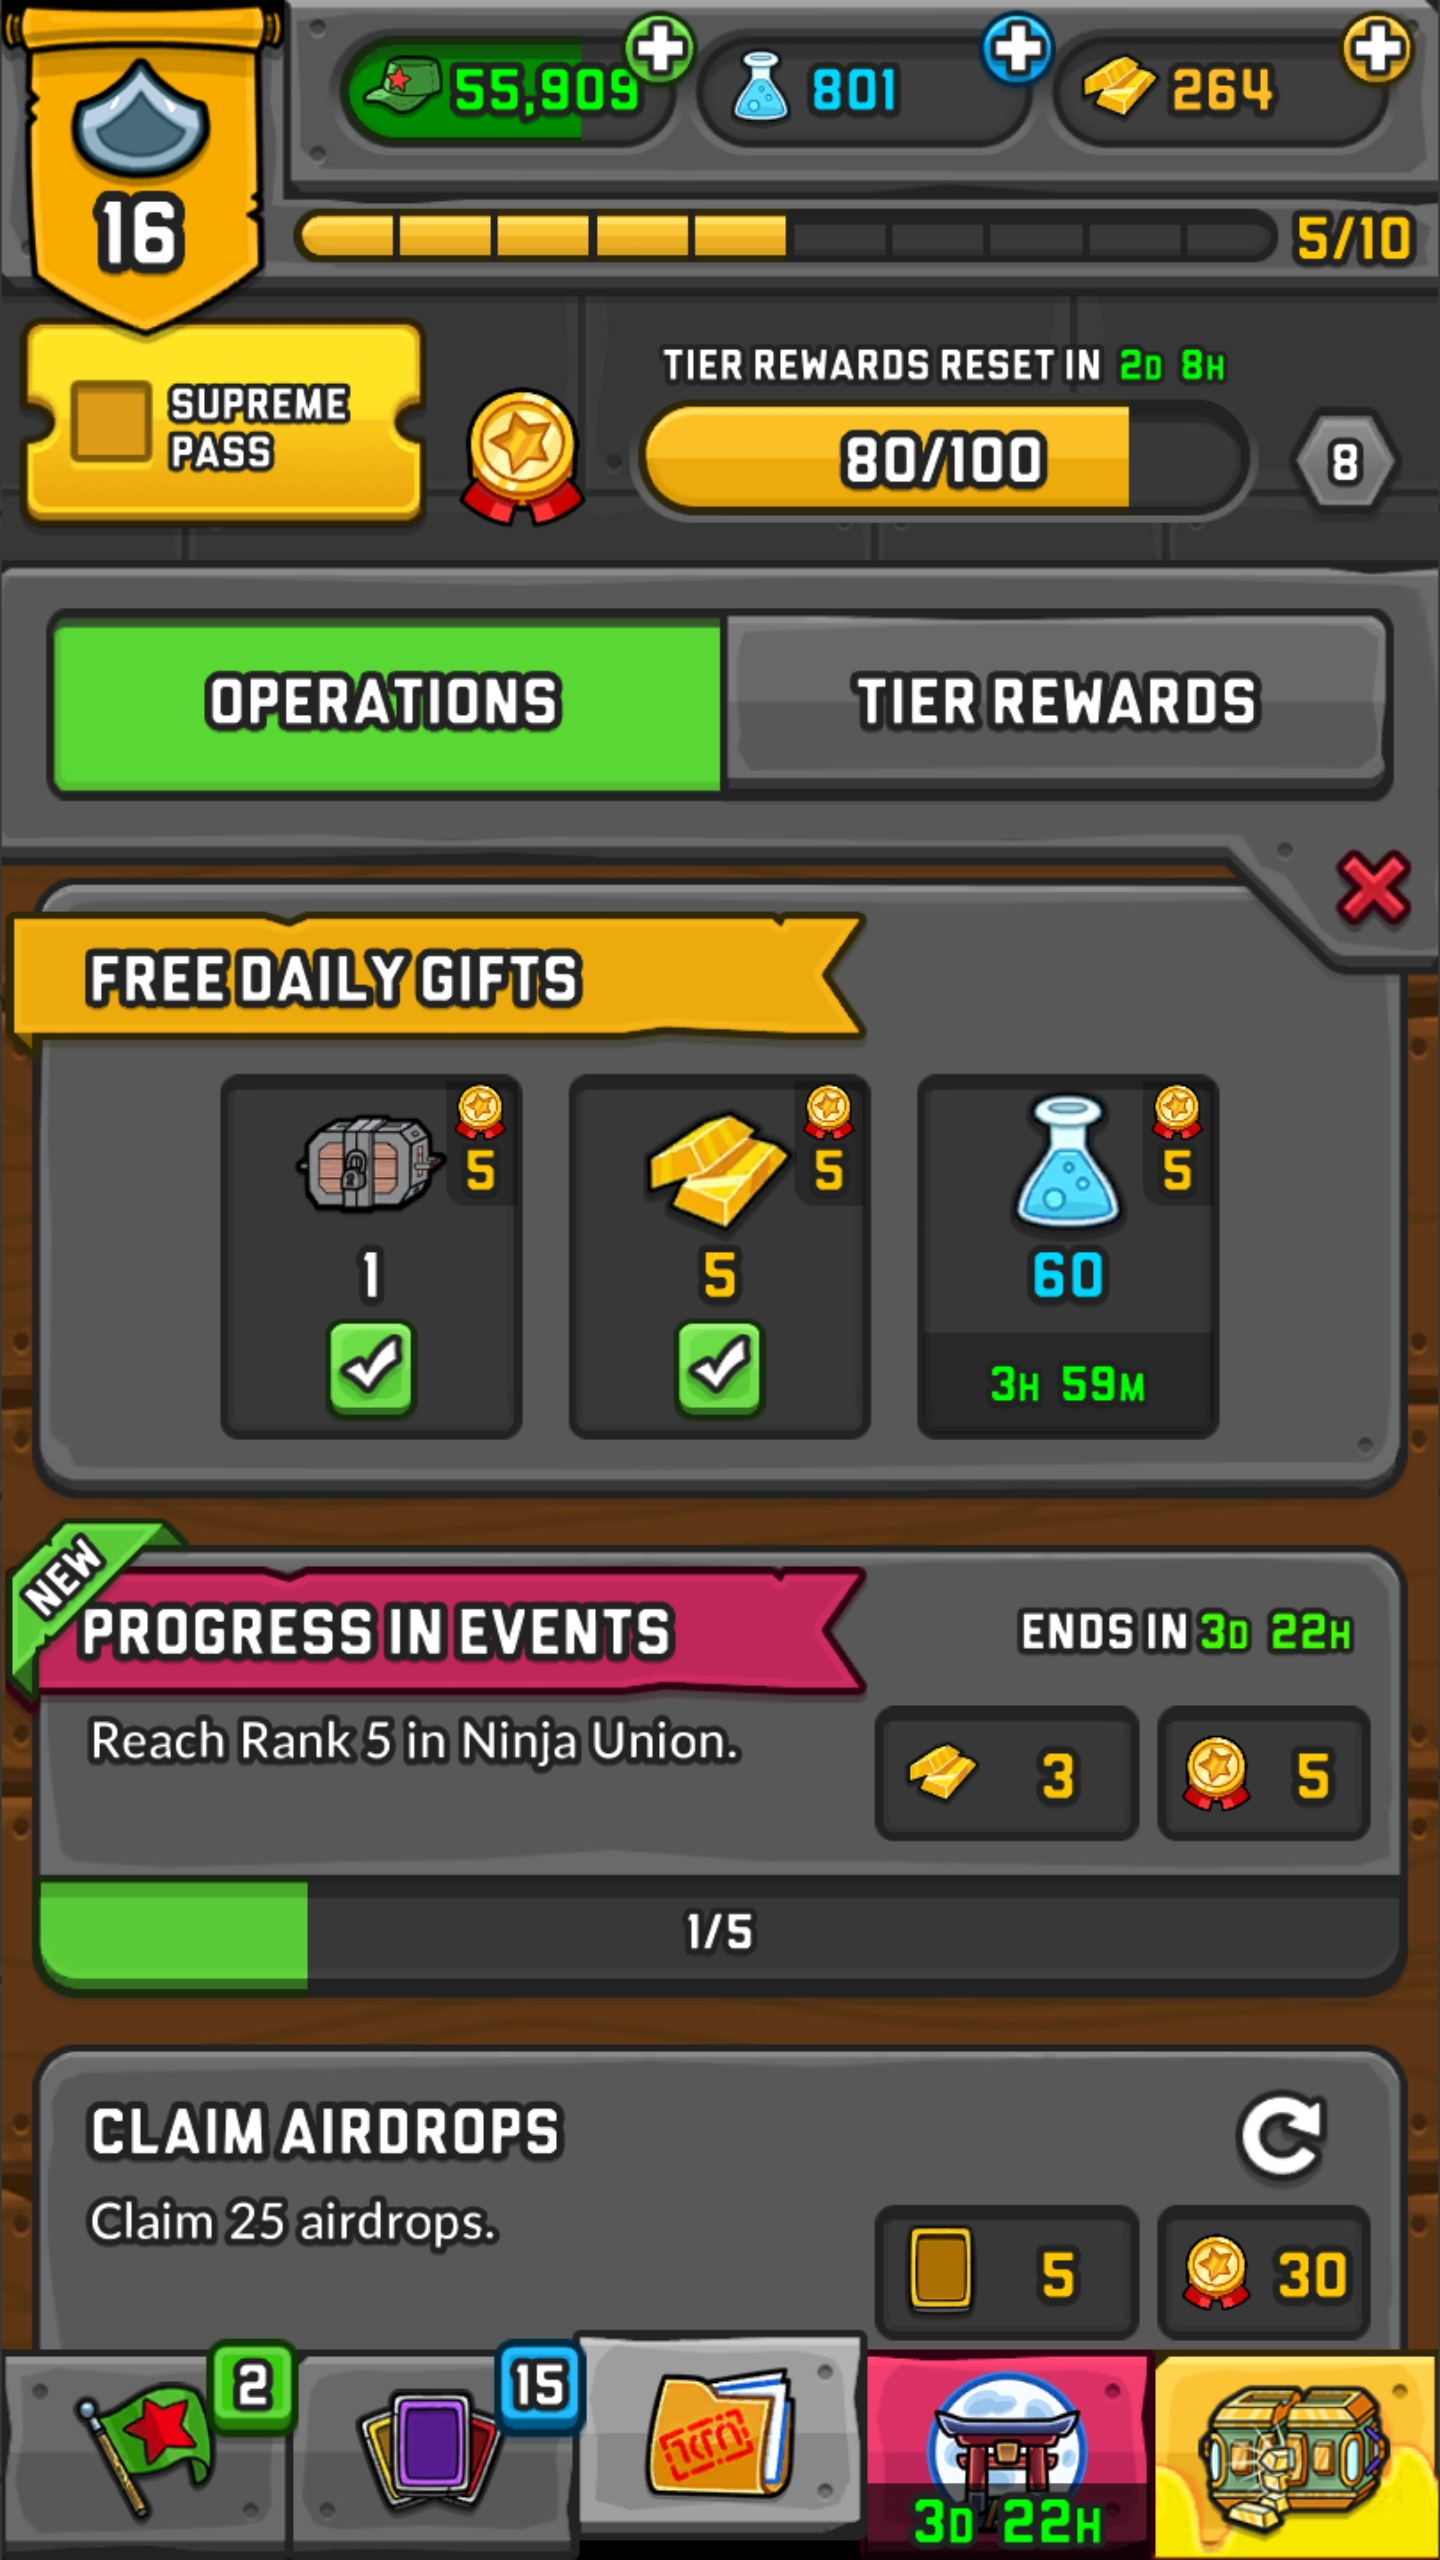 55,909
801
264
16
5/10
SUPREME
PASS
TIER REWARDS RESET IN 2D 8H
80/100
8
OPERATIONS
TIER REWARDS
FREE DAILY GIFTS
5
5
5
1
5
60
3H 59M
NEW
PROGRESS IN EVENTS
ENDS IN 3D 22H
Reach Rank 5 in Ninja Union.
3
5
1/5
CLAIM AIRDROPS
Claim 25 airdrops.
5
30
2
15
3D 22H